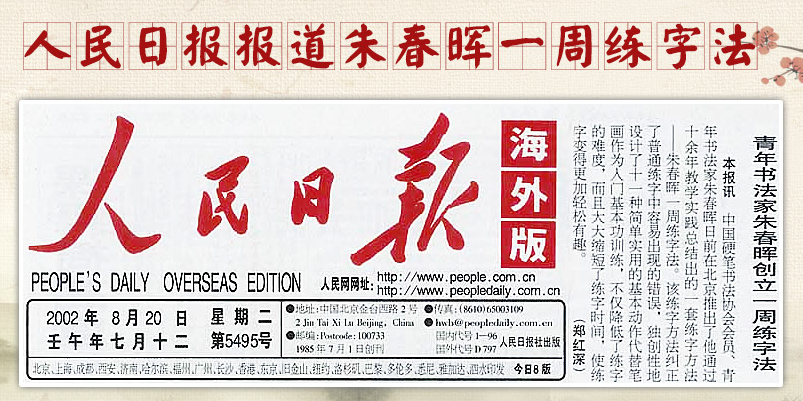 人民日报报道朱春晖一周练字法
人民日报
海外版
PEOPLE'S DAILY OVERSEAS EDITION
人民网网址:http://www.people.com.cn
http://www.peopledaily.com.cn
2002年8月20日 星期二
壬午年七月十二 第5495号
●地址:中国北京金台西路2号 ●传真:(8610)65003109
2 Jin Tai Xi Lu Beijing, China ●hwb@peopledaily.com.cn
●邮编:Postcode:100733 国内代号1-96
1985年7月1日创刊 国外代号D797
人民日报社出版
北京、上海、成都、西安、济南、哈尔滨、福州、广州、长沙、香港、东京、旧金山、纽约、洛杉矶、巴黎、多伦多、悉尼、雅加达、泗水印发 今日8版
青年书法家朱春晖创立一周练字法
本报讯 中国硬笔书法协会会员、青
年书法家朱春晖日前在北京推出了他通过
十余年教学实践总结出的一套练字方法
——朱春晖一周练字法。该练字方法纠正
了普通练字中容易出现的错误,独创性地
设计了十一种简单实用的基本动作代替笔
画作为入门基本功训练,不仅降低了练字
的难度,而且大大缩短了练字时间,使练
字变得更加轻松有趣。 (郑红深)